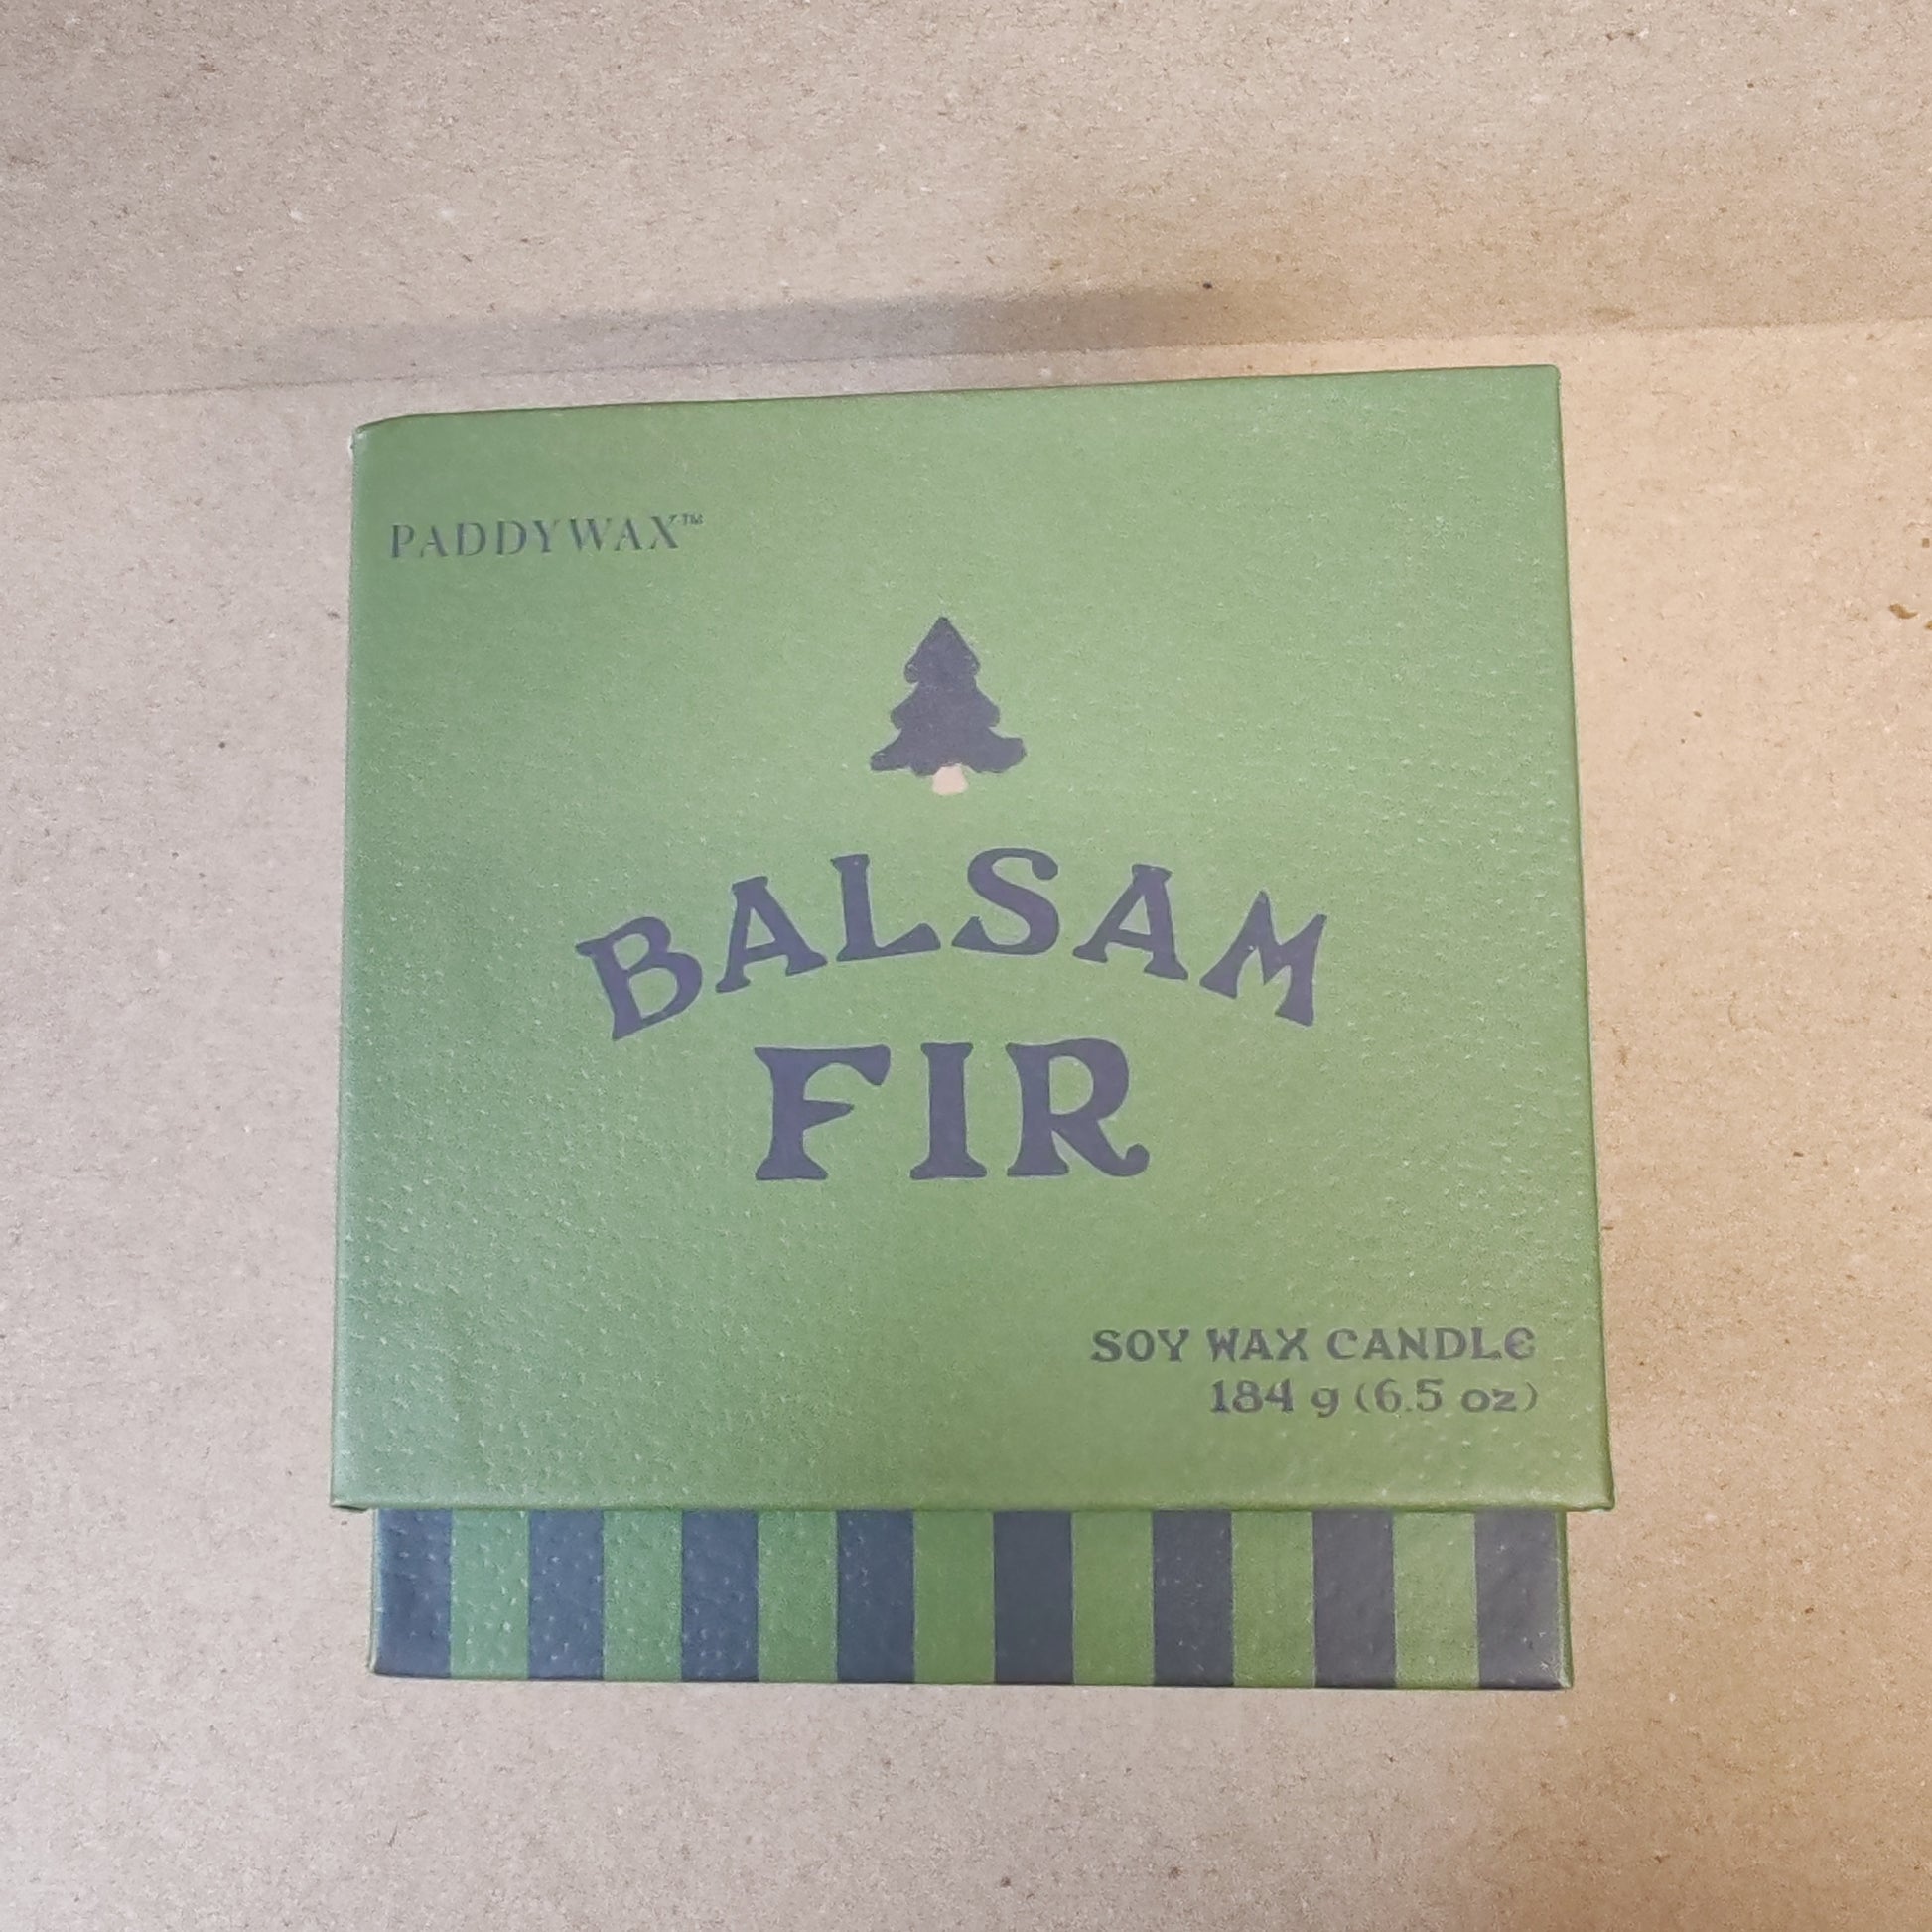 PADDYWAX™
BALSAM
FIR
SOY WAX CANDLE
184 g (6.5 oz)